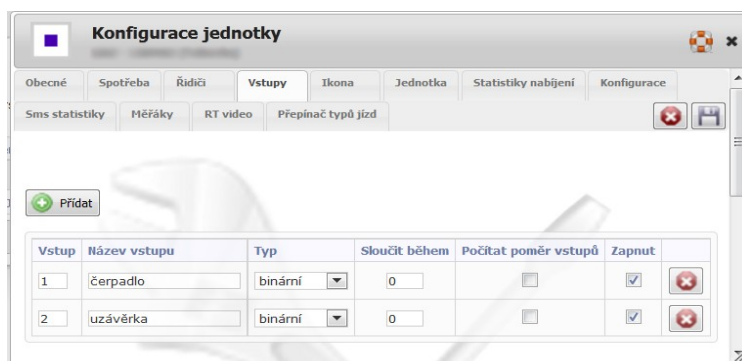 Konfigurace jednotky
Obecné Spotřeba Řidiči Vstupy Ikona Jednotka Statistiky nabíjení Konfigurace
Sms statistiky Měřáky RT video Přepínač typů jízd
Přidat
Vstup Název vstupu Typ Sloučit během Počítat poměr vstupů Zapnut
1 čerpadlo binární 0
2 uzávěrka binární 0